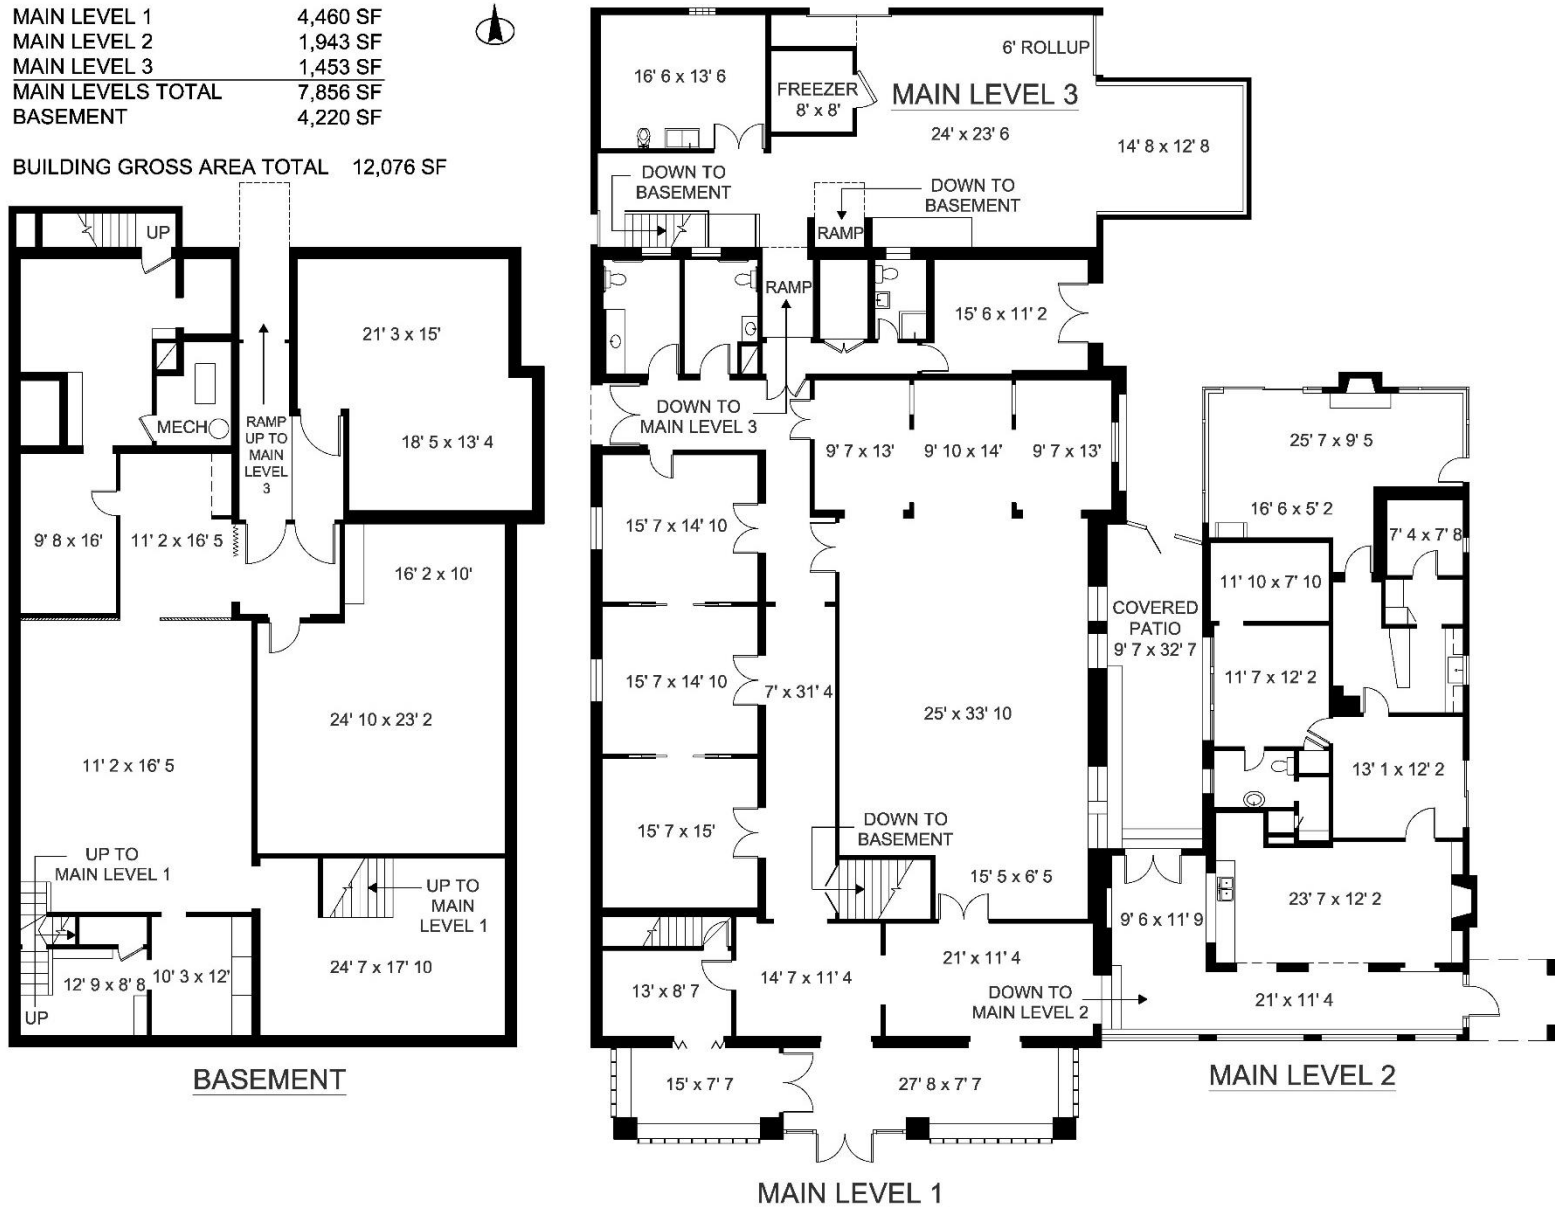 MAIN LEVEL 1 4,460 SF
MAIN LEVEL 2 1,943 SF
MAIN LEVEL 3 1,453 SF
MAIN LEVELS TOTAL 7,856 SF
BASEMENT 4,220 SF
BUILDING GROSS AREA TOTAL 12,076 SF
UP
21' 3 x 15'
MECH
RAMP
UP TO
MAIN
LEVEL
3
18' 5 x 13' 4
9' 8 x 16'
11' 2 x 16' 5
16' 2 x 10'
24' 10 x 23' 2
11' 2 x 16' 5
UP TO
MAIN LEVEL 1
UP TO
MAIN
LEVEL 1
24' 7 x 17' 10
12' 9 x 8' 8
10' 3 x 12'
UP
BASEMENT
16' 6 x 13' 6
FREEZER
8' x 8'
6' ROLLUP
MAIN LEVEL 3
24' x 23' 6
14' 8 x 12' 8
DOWN TO
BASEMENT
DOWN TO
BASEMENT
RAMP
RAMP
15' 6 x 11' 2
DOWN TO
MAIN LEVEL 3
9' 7 x 13'
9' 10 x 14'
9' 7 x 13'
15' 7 x 14' 10
15' 7 x 14' 10
7' x 31' 4
25' x 33' 10
15' 7 x 15'
DOWN TO
BASEMENT
15' 5 x 6' 5
13' x 8' 7
14' 7 x 11' 4
21' x 11' 4
DOWN TO
MAIN LEVEL 2
15' x 7' 7
27' 8 x 7' 7
MAIN LEVEL 1
25' 7 x 9' 5
16' 6 x 5' 2
7' 4 x 7' 8
11' 10 x 7' 10
COVERED
PATIO
9' 7 x 32' 7
11' 7 x 12' 2
13' 1 x 12' 2
23' 7 x 12' 2
9' 6 x 11' 9
21' x 11' 4
MAIN LEVEL 2